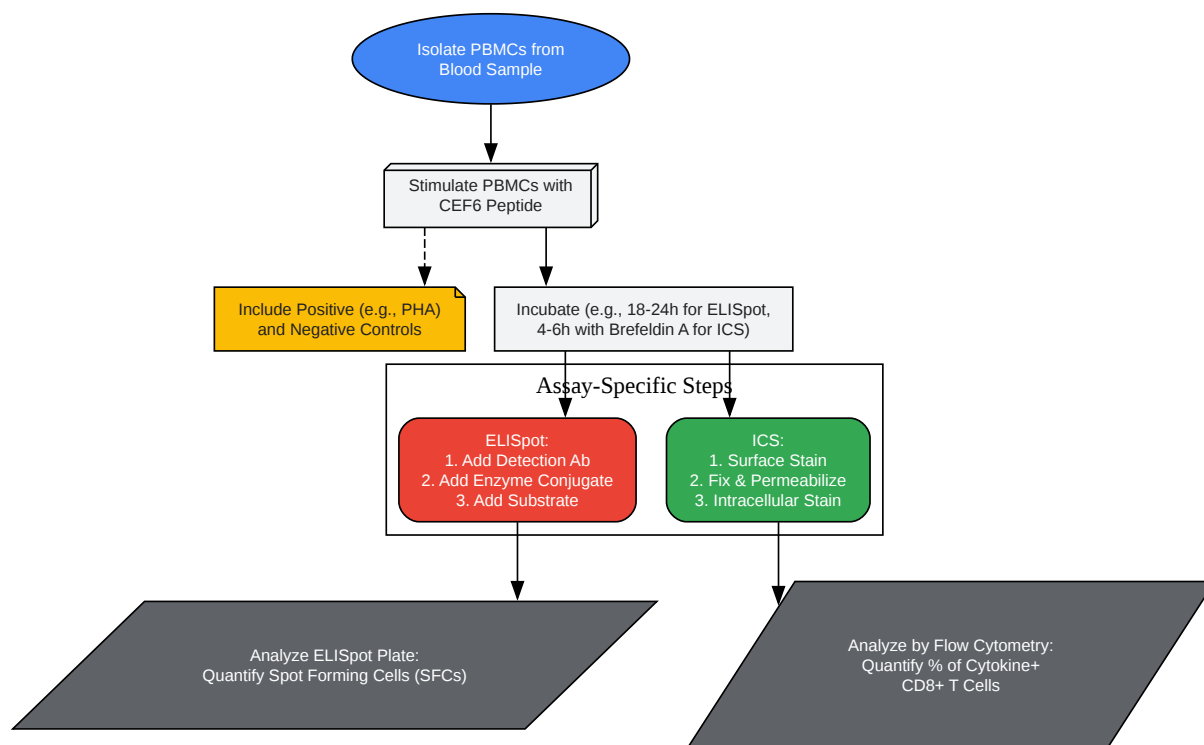 Isolate PBMCs from
Blood Sample
Stimulate PBMCs with
CEF6 Peptide
Include Positive (e.g., PHA)
and Negative Controls
Incubate (e.g., 18-24h for ELISpot,
4-6h with Brefeldin A for ICS)
Assay-Specific Steps
ELISpot:
1. Add Detection Ab
2. Add Enzyme Conjugate
3. Add Substrate
ICS:
1. Surface Stain
2. Fix & Permeabilize
3. Intracellular Stain
Analyze ELISpot Plate:
Quantify Spot Forming Cells (SFCs)
Analyze by Flow Cytometry:
Quantify % of Cytokine+
CD8+ T Cells